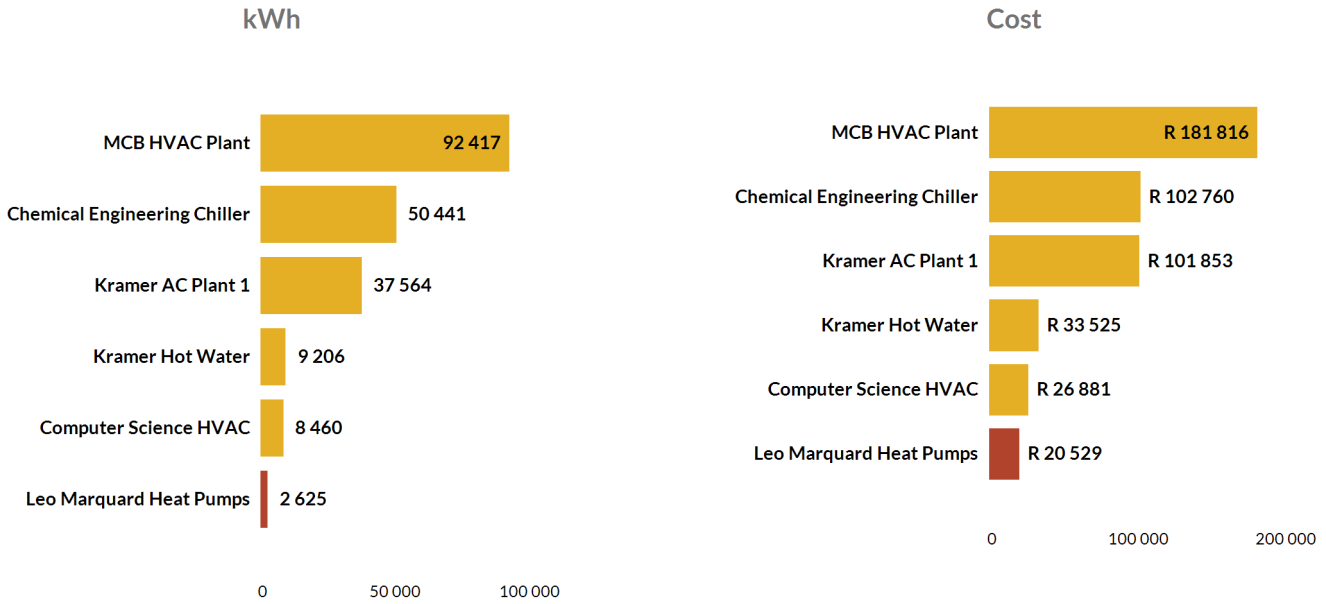 kWh
MCB HVAC Plant 92 417
Chemical Engineering Chiller 50 441
Kramer AC Plant 1 37 564
Kramer Hot Water 9 206
Computer Science HVAC 8 460
Leo Marquard Heat Pumps 2 625
0 50 000 100 000
Cost
MCB HVAC Plant R 181 816
Chemical Engineering Chiller R 102 760
Kramer AC Plant 1 R 101 853
Kramer Hot Water R 33 525
Computer Science HVAC R 26 881
Leo Marquard Heat Pumps R 20 529
0 100 000 200 000